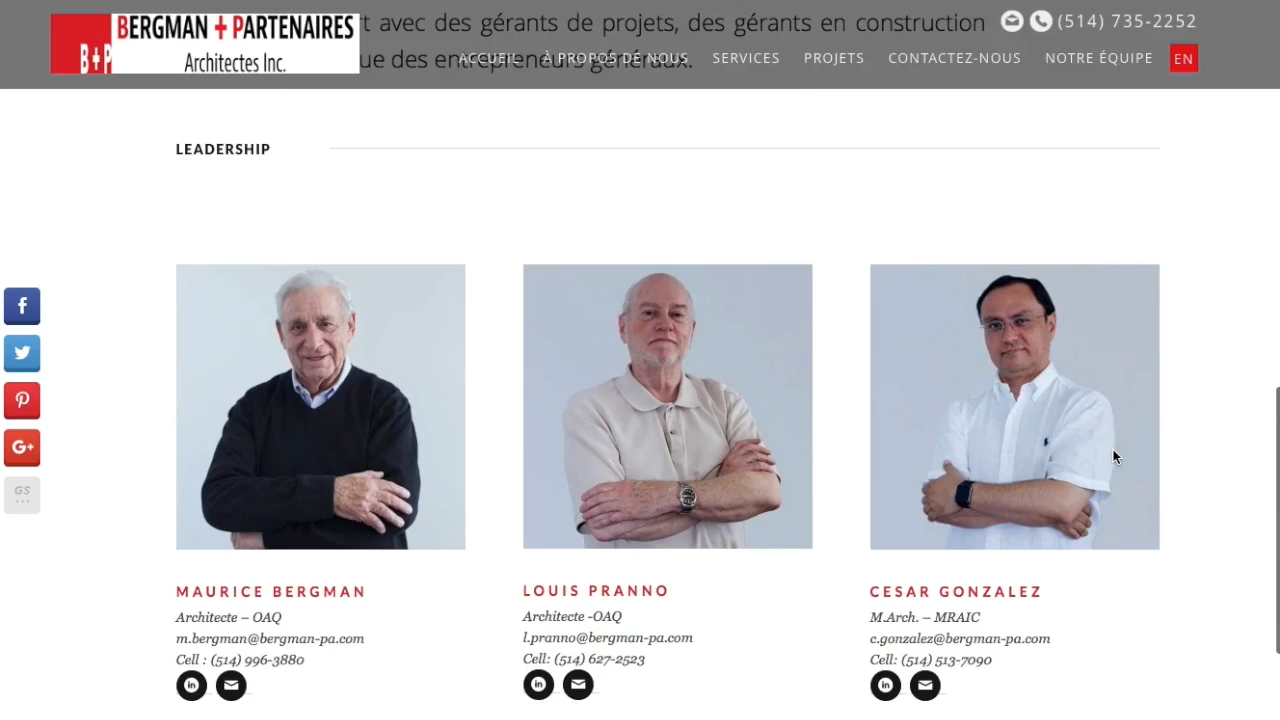 BERGMAN + PARTENAIRES
B+P
Architectes Inc.
t avec des gérants de projets, des gérants en construction
(514) 735-2252
ue des entrepreneurs généraux.
ACCUEIL
À PROPOS DE NOUS
SERVICES
PROJETS
CONTACTEZ-NOUS
NOTRE ÉQUIPE
EN
LEADERSHIP
G+
GS
MAURICE BERGMAN
Architecte – OAQ
m.bergman@bergman-pa.com
Cell : (514) 996-3880
in
LOUIS PRANNO
Architecte -OAQ
l.pranno@bergman-pa.com
Cell: (514) 627-2523
in
CESAR GONZALEZ
M.Arch. – MRAIC
c.gonzalez@bergman-pa.com
Cell: (514) 513-7090
in